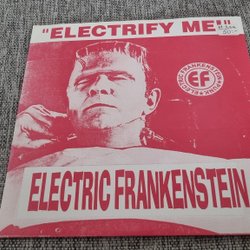 "ELECTRIFY ME!"
EF
ELECTRIC FRANKENSTEIN